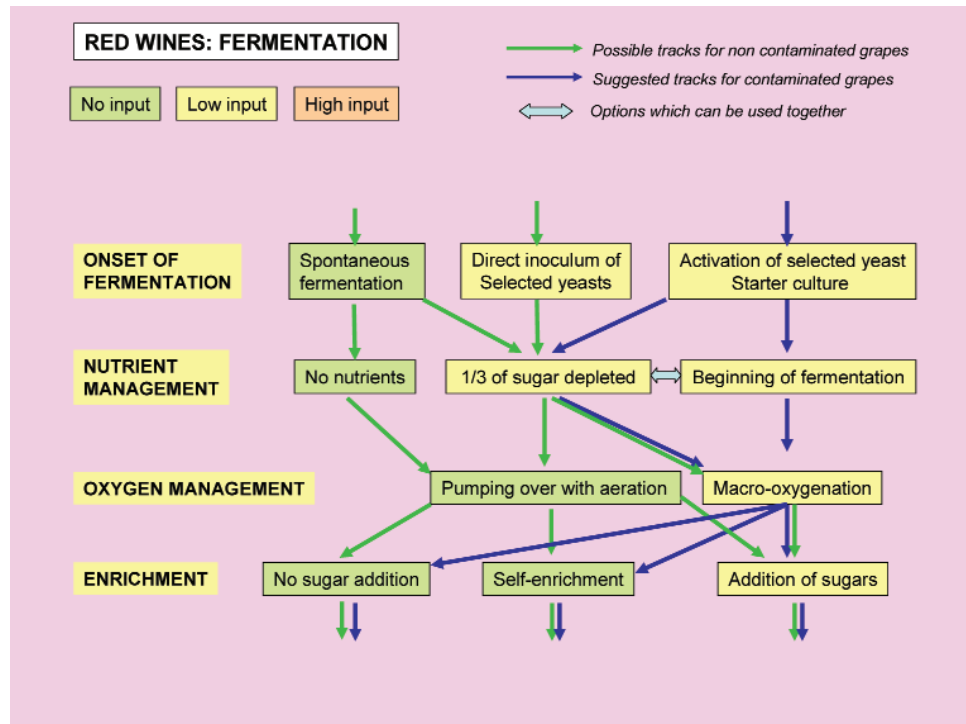 RED WINES: FERMENTATION
Possible tracks for non contaminated grapes
Suggested tracks for contaminated grapes
No input
Low input
High input
Options which can be used together
ONSET OF
FERMENTATION
Spontaneous
fermentation
Direct inoculum of
Selected yeasts
Activation of selected yeast
Starter culture
NUTRIENT
MANAGEMENT
No nutrients
1/3 of sugar depleted
Beginning of fermentation
OXYGEN MANAGEMENT
Pumping over with aeration
Macro-oxygenation
ENRICHMENT
No sugar addition
Self-enrichment
Addition of sugars